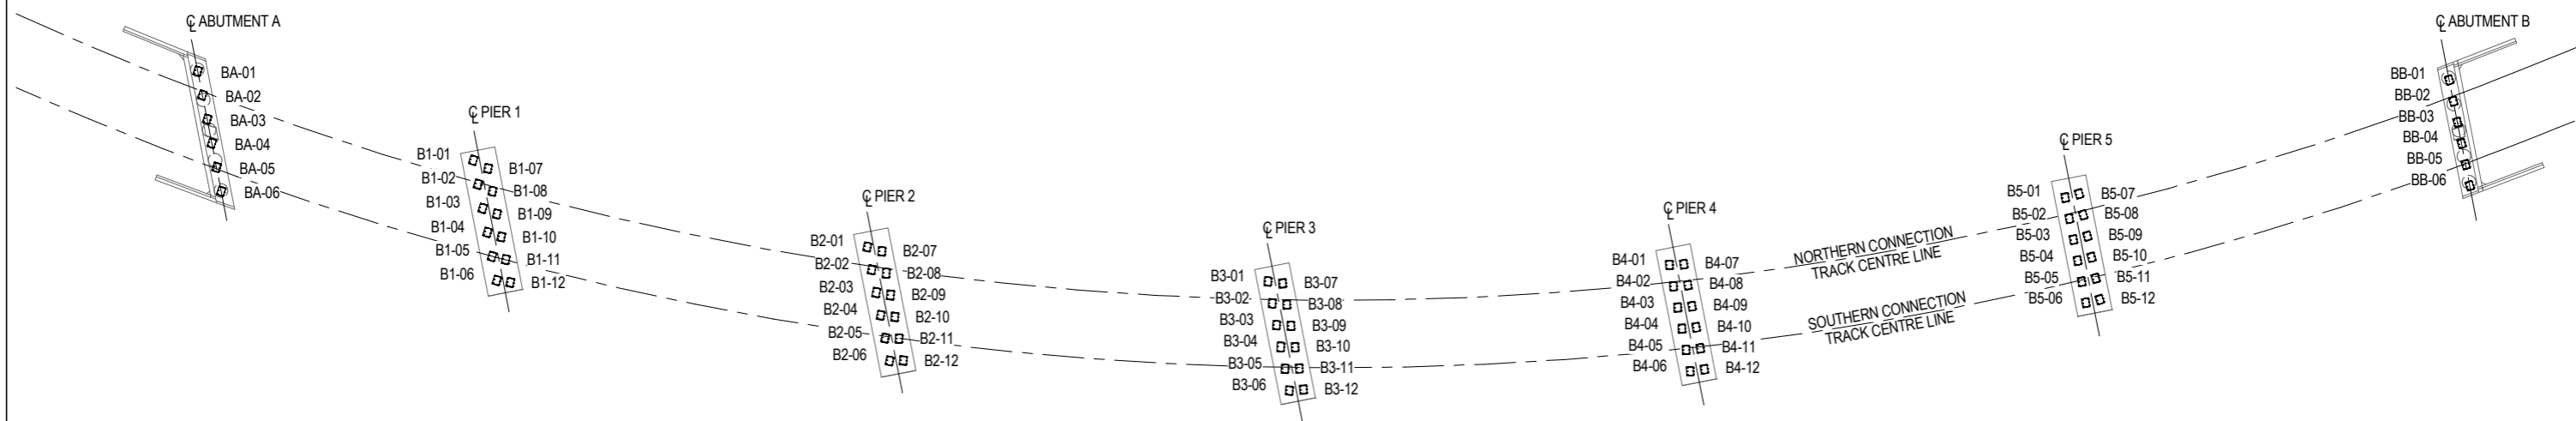 ℄ ABUTMENT A
BA-01
BA-02
BA-03
BA-04
BA-05
BA-06
℄ PIER 1
B1-01
B1-02
B1-03
B1-04
B1-05
B1-06
B1-07
B1-08
B1-09
B1-10
B1-11
B1-12
℄ PIER 2
B2-01
B2-02
B2-03
B2-04
B2-05
B2-06
B2-07
B2-08
B2-09
B2-10
B2-11
B2-12
℄ PIER 3
B3-01
B3-02
B3-03
B3-04
B3-05
B3-06
B3-07
B3-08
B3-09
B3-10
B3-11
B3-12
℄ PIER 4
B4-01
B4-02
B4-03
B4-04
B4-05
B4-06
B4-07
B4-08
B4-09
B4-10
B4-11
B4-12
NORTHERN CONNECTION
TRACK CENTRE LINE
SOUTHERN CONNECTION
TRACK CENTRE LINE
℄ PIER 5
B5-01
B5-02
B5-03
B5-04
B5-05
B5-06
B5-07
B5-08
B5-09
B5-10
B5-11
B5-12
℄ ABUTMENT B
BB-01
BB-02
BB-03
BB-04
BB-05
BB-06